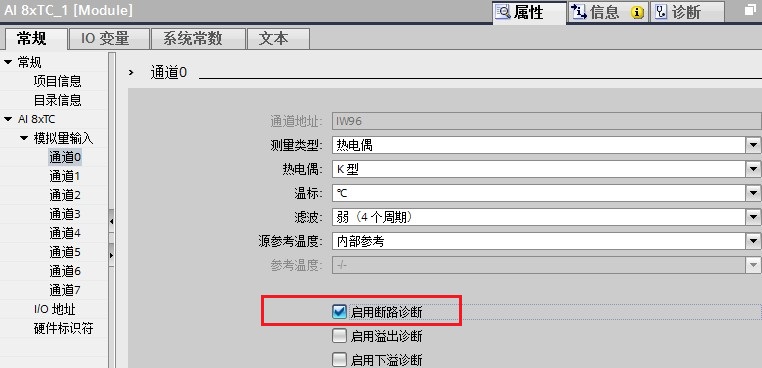 AI 8xTC_1 [Module]
属性
信息
诊断
常规
IO 变量
系统常数
文本
常规
项目信息
目录信息
AI 8xTC
模拟量输入
通道0
通道1
通道2
通道3
通道4
通道5
通道6
通道7
I/O 地址
硬件标识符
通道0
通道地址: IW96
测量类型: 热电偶
热电偶: K 型
温标: ℃
滤波: 弱（4 个周期）
源参考温度: 内部参考
参考温度: -/-
启用断路诊断
启用溢出诊断
启用下溢诊断